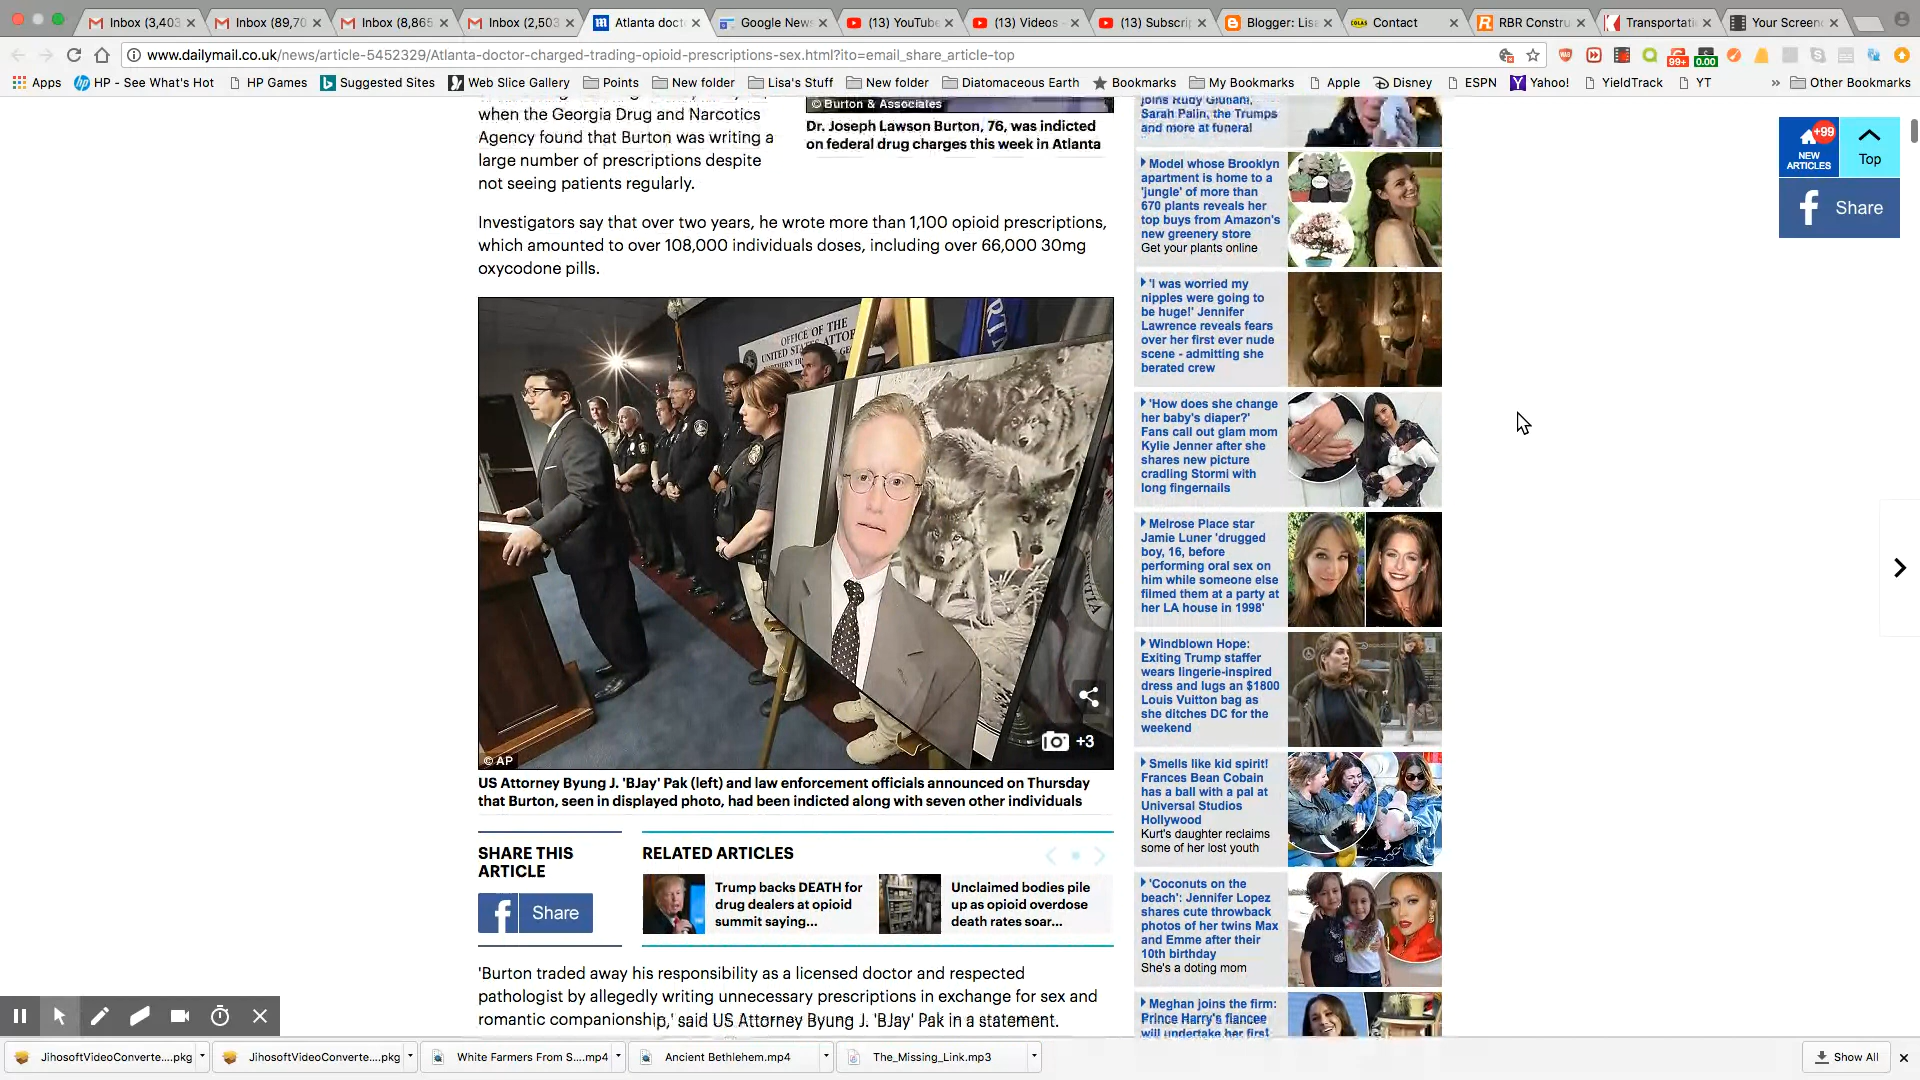 Inbox (3,403
Inbox (89,70
Inbox (8,865
Inbox (2,503
Atlanta doct
Google News
(13) YouTube
(13) Videos -
(13) Subscrip
Blogger: Lisa
Contact
RBR Constru
Transportati
Your Screen
www.dailymail.co.uk/news/article-5452329/Atlanta-doctor-charged-trading-opioid-prescriptions-sex.html?ito=email_share_article-top
99+
0.00
Apps
HP - See What's Hot
HP Games
Suggested Sites
Web Slice Gallery
Points
New folder
Lisa's Stuff
New folder
Diatomaceous Earth
Bookmarks
My Bookmarks
Apple
Disney
ESPN
Yahoo!
YieldTrack
YT
Other Bookmarks
when the Georgia Drug and Narcotics
Agency found that Burton was writing a
large number of prescriptions despite
not seeing patients regularly.
© Burton & Associates
Dr. Joseph Lawson Burton, 76, was indicted
on federal drug charges this week in Atlanta
Investigators say that over two years, he wrote more than 1,100 opioid prescriptions,
which amounted to over 108,000 individuals doses, including over 66,000 30mg
oxycodone pills.
OFFICE OF THE
UNITED STATES ATTOR
+3
© AP
US Attorney Byung J. 'BJay' Pak (left) and law enforcement officials announced on Thursday
that Burton, seen in displayed photo, had been indicted along with seven other individuals
SHARE THIS
ARTICLE
Share
RELATED ARTICLES
Trump backs DEATH for
drug dealers at opioid
summit saying...
Unclaimed bodies pile
up as opioid overdose
death rates soar...
'Burton traded away his responsibility as a licensed doctor and respected
pathologist by allegedly writing unnecessary prescriptions in exchange for sex and
romantic companionship,' said US Attorney Byung J. 'BJay' Pak in a statement.
joins Rudy Giuliani,
Sarah Palin, the Trumps
and more at funeral
Model whose Brooklyn
apartment is home to a
'jungle' of more than
670 plants reveals her
top buys from Amazon's
new greenery store
Get your plants online
'I was worried my
nipples were going to
be huge!' Jennifer
Lawrence reveals fears
over her first ever nude
scene - admitting she
berated crew
'How does she change
her baby's diaper?'
Fans call out glam mom
Kylie Jenner after she
shares new picture
cradling Stormi with
long fingernails
Melrose Place star
Jamie Luner 'drugged
boy, 16, before
performing oral sex on
him while someone else
filmed them at a party at
her LA house in 1998'
Windblown Hope:
Exiting Trump staffer
wears lingerie-inspired
dress and lugs an $1800
Louis Vuitton bag as
she ditches DC for the
weekend
Smells like kid spirit!
Frances Bean Cobain
has a ball with a pal at
Universal Studios
Hollywood
Kurt's daughter reclaims
some of her lost youth
'Coconuts on the
beach': Jennifer Lopez
shares cute throwback
photos of her twins Max
and Emme after their
10th birthday
She's a doting mom
Meghan joins the firm:
Prince Harry's fiancee
will undertake her first
+99
NEW
ARTICLES
Top
Share
JihosoftVideoConverte....pkg
JihosoftVideoConverte....pkg
White Farmers From S....mp4
Ancient Bethlehem.mp4
The_Missing_Link.mp3
Show All